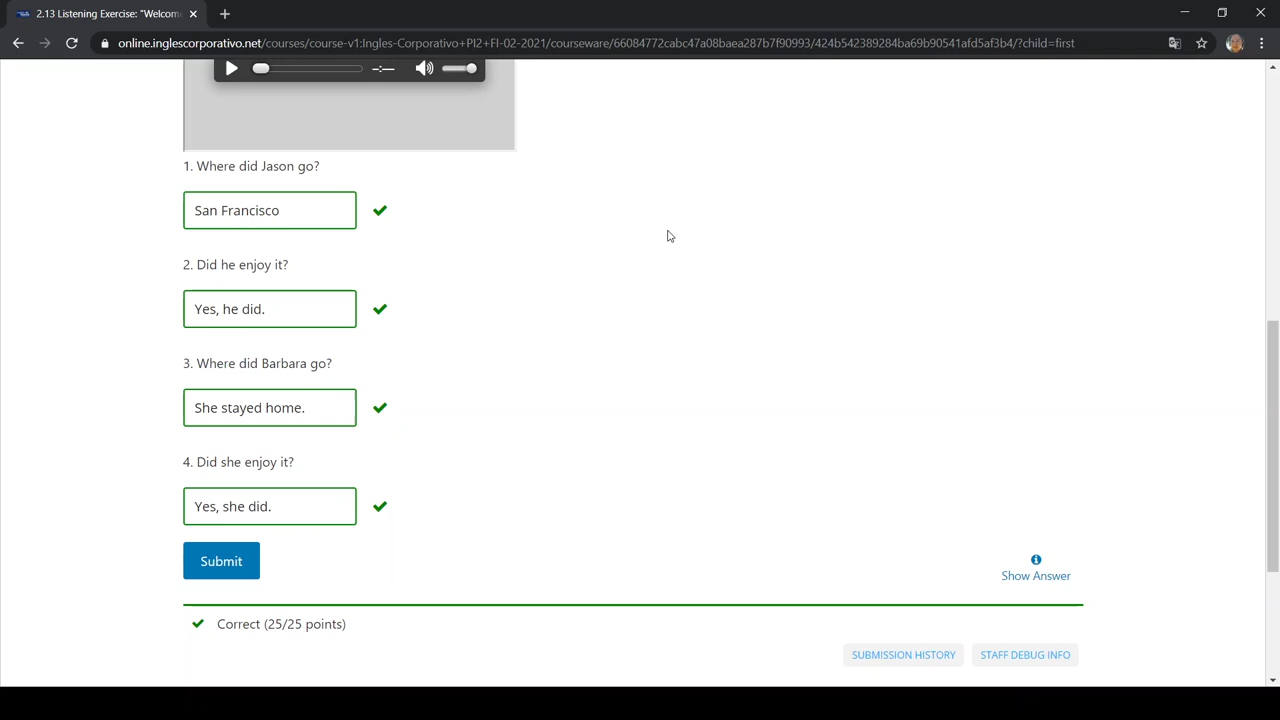 2.13 Listening Exercise: "Welcom
online.inglescorporativo.net/courses/course-v1:Ingles-Corporativo+PI2+FI-02-2021/courseware/66084772cabc47a08baea287b7f90993/424b542389284ba69b90541afd5af3b4/?child=first
-:--
1. Where did Jason go?
San Francisco
2. Did he enjoy it?
Yes, he did.
3. Where did Barbara go?
She stayed home.
4. Did she enjoy it?
Yes, she did.
Submit
Show Answer
Correct (25/25 points)
SUBMISSION HISTORY STAFF DEBUG INFO